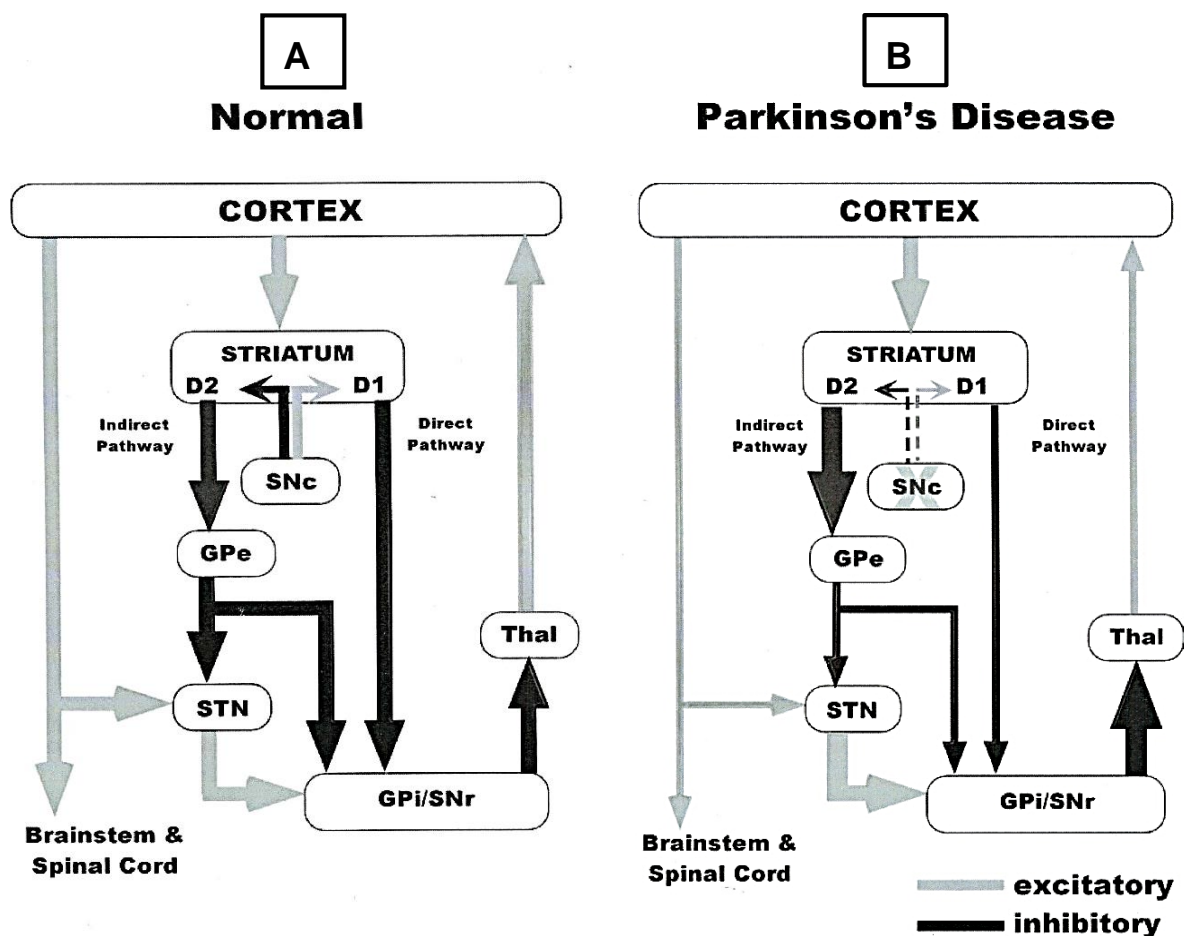 A
Normal
CORTEX
STRIATUM
D2
D1
Indirect
Pathway
Direct
Pathway
SNc
GPe
Thal
STN
GPi/SNr
Brainstem &
Spinal Cord
B
Parkinson's Disease
CORTEX
STRIATUM
D2
D1
Indirect
Pathway
Direct
Pathway
SNc
GPe
Thal
STN
GPi/SNr
Brainstem &
Spinal Cord
excitatory
inhibitory